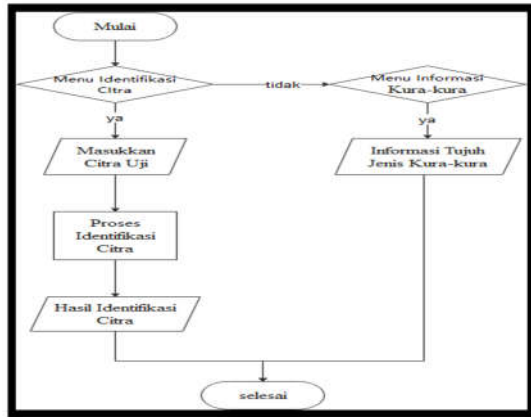 Mulai
Menu Identifikasi
CItra
tidak
Menu Informasi
Kura-kura
ya
ya
Masukkan
Citra Uji
Informasi Tujuh
Jenis Kura-kura
Proses
Identifikasi
Citra
Hasil Identifikasi
Citra
selesai